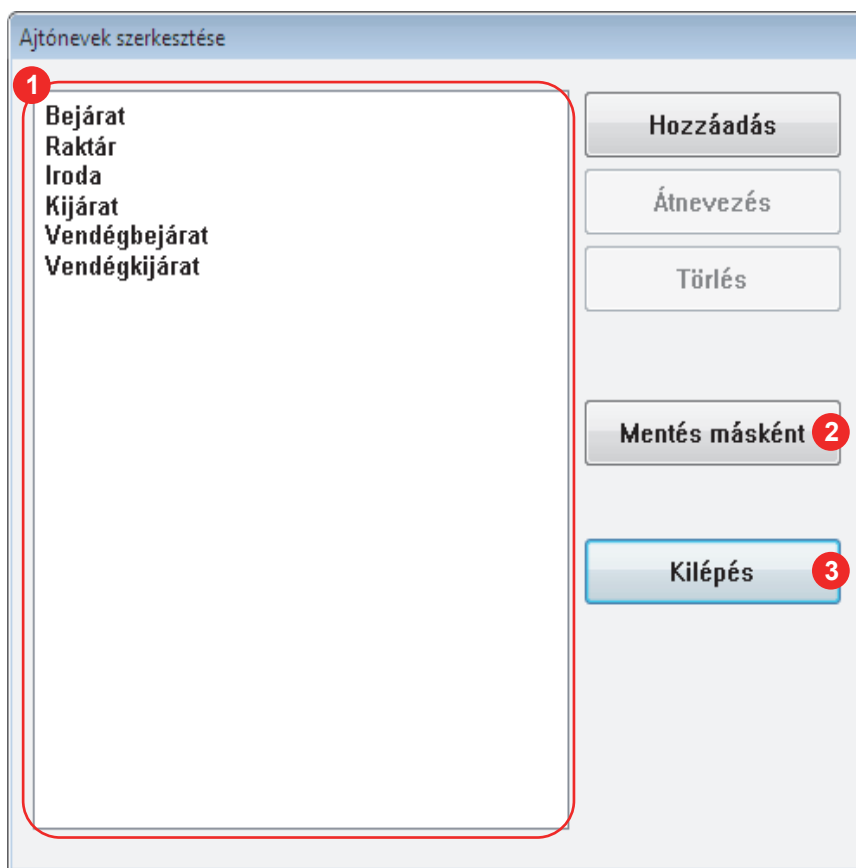 Ajtónevek szerkesztése
1
Bejárat
Raktár
Iroda
Kijárat
Vendégbejárat
Vendégkijárat
Hozzáadás
Átnevezés
Törlés
Mentés másként 2
Kilépés 3